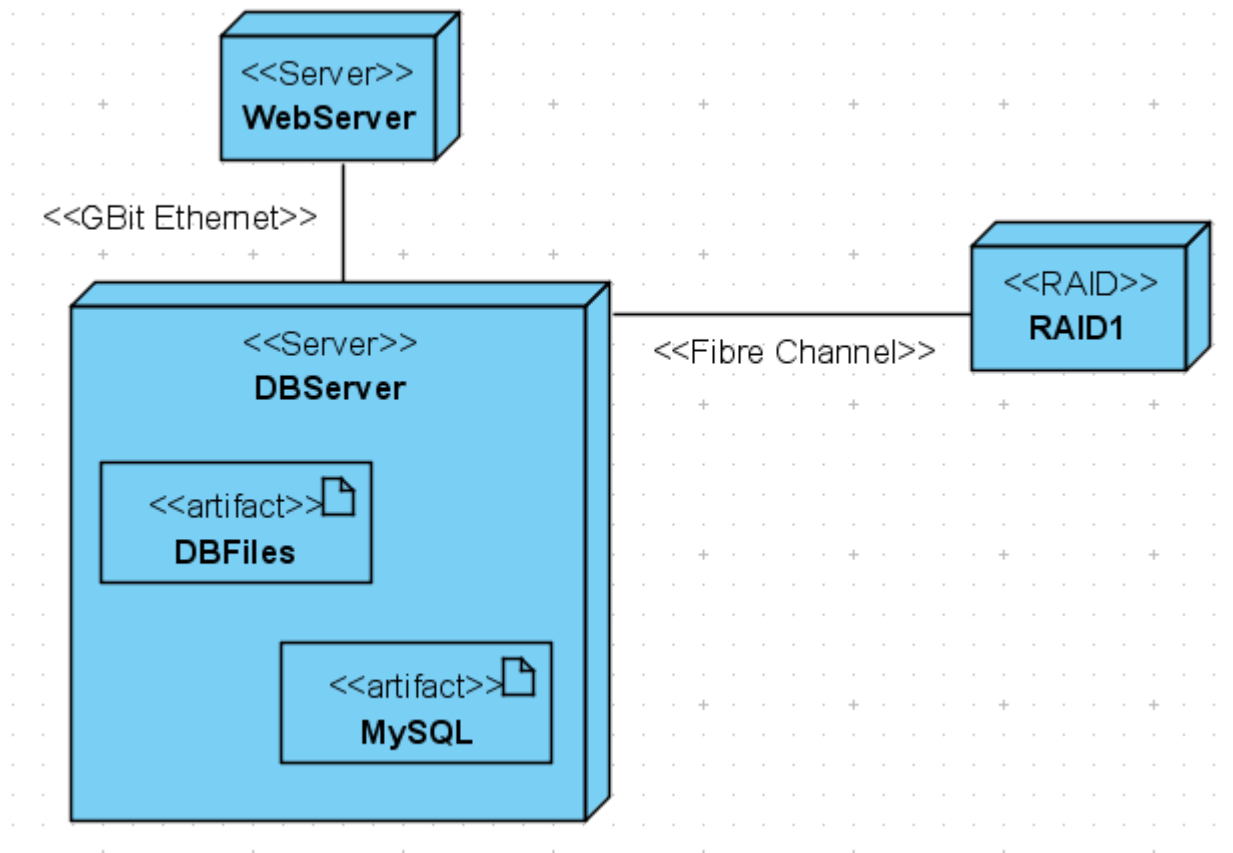 <<Server>>
WebServer
<<GBit Ethernet>>
<<Server>>
DBServer
<<Fibre Channel>>
<<RAID>>
RAID1
<<artifact>>
DBFiles
<<artifact>>
MySQL